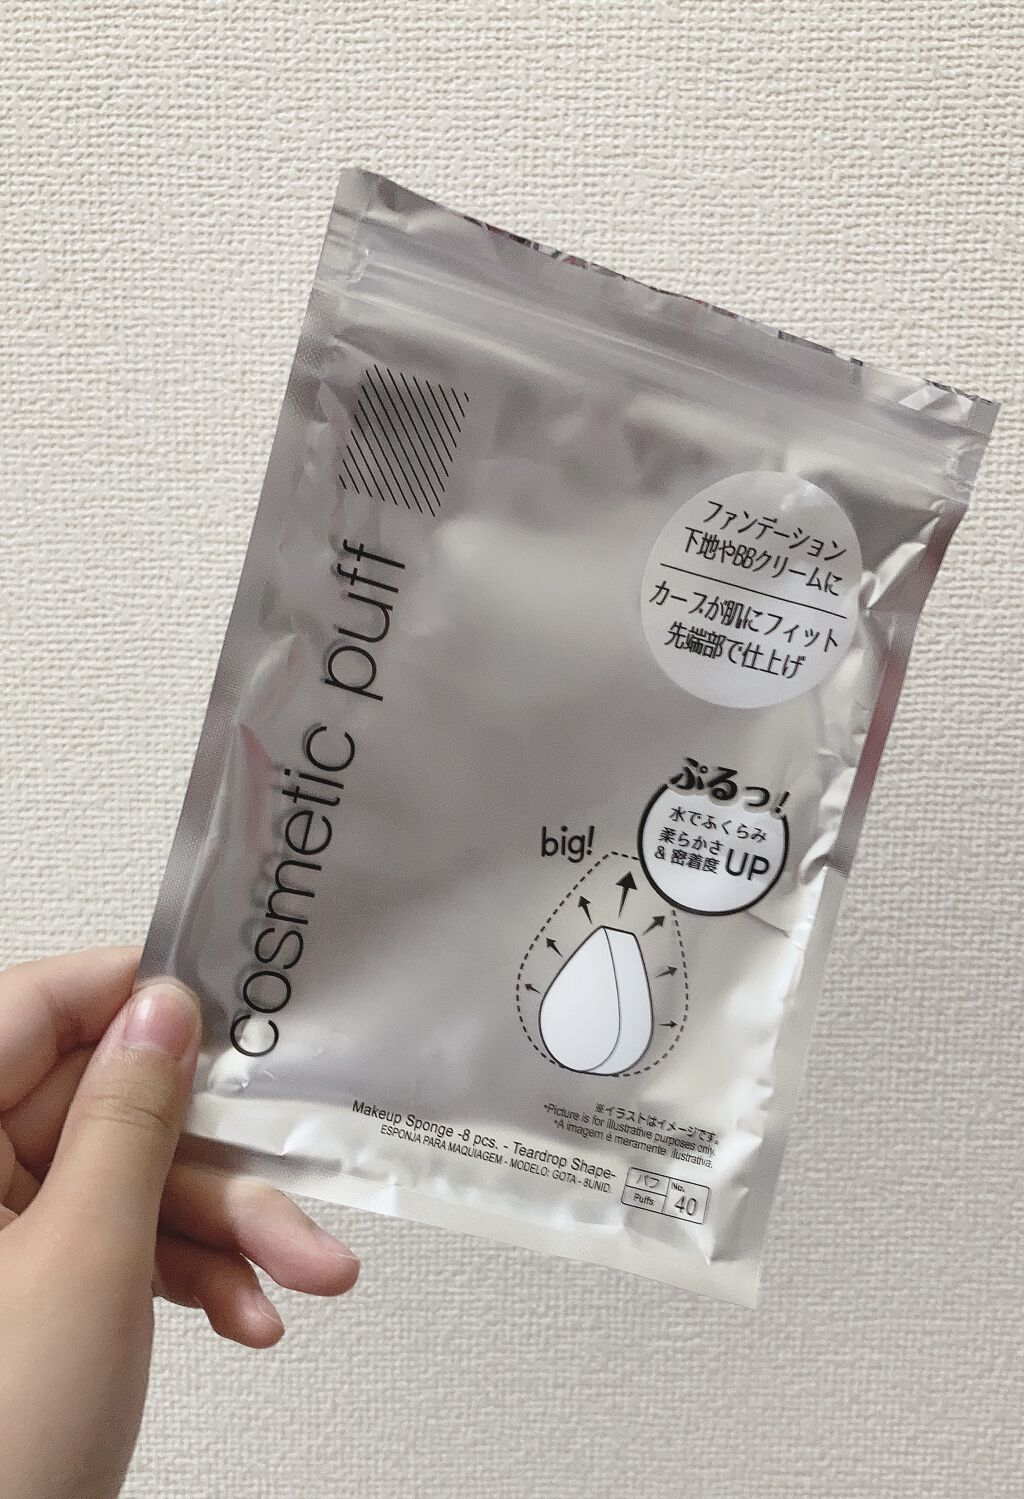 cosmetic puff
ファンデーション
下地やBBクリームに
カーブが肌にフィット
先端部で仕上げ
ぷるっ!
水でふくらみ
柔らかさ
& 密着度 UP
big!
※イラストはイメージです。
*Picture is for illustrative purposes only.
*A imagem é meramente ilustrativa.
Makeup Sponge -8 pcs. - Teardrop Shape-
ESPONJA PARA MAQUIAGEM - MODELO: GOTA - 8UNID.
パフ
Puffs
No.
40